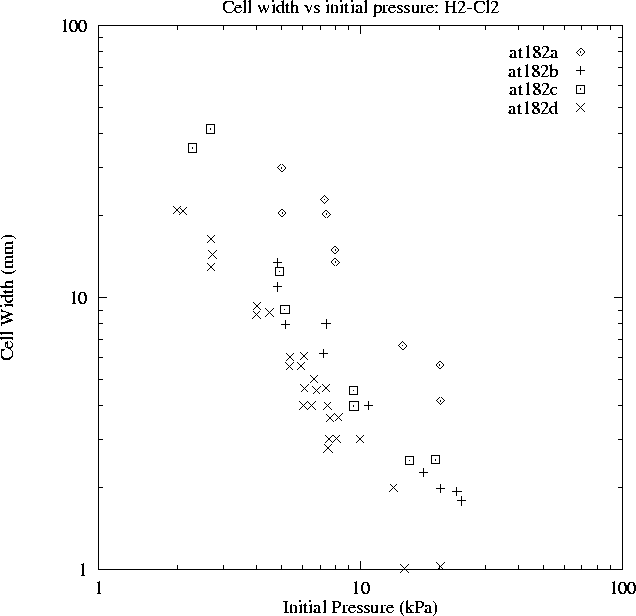 Cell width vs initial pressure: H2-Cl2
100
at182a
at182b
at182c
at182d
Cell Width (mm)
10
1
1
10
100
Initial Pressure (kPa)